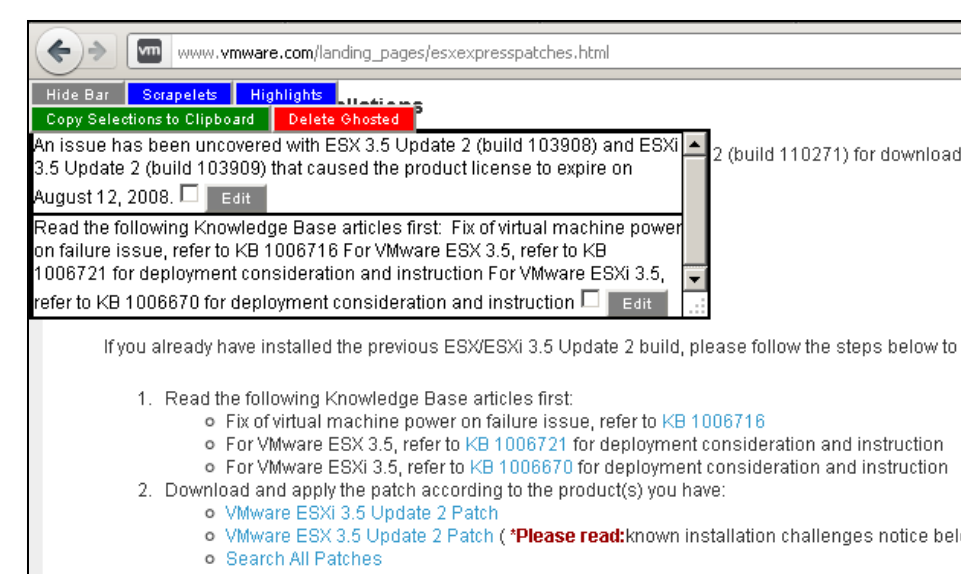 vm www.vmware.com/landing_pages/esxexpresspatches.html
Hide Bar Scrapelets Highlights
Copy Selections to Clipboard Delete Ghosted
An issue has been uncovered with ESX 3.5 Update 2 (build 103908) and ESXi
3.5 Update 2 (build 103909) that caused the product license to expire on
August 12, 2008. Edit
2 (build 110271) for download
Read the following Knowledge Base articles first: Fix of virtual machine power
on failure issue, refer to KB 1006716 For VMware ESX 3.5, refer to KB
1006721 for deployment consideration and instruction For VMware ESXi 3.5,
refer to KB 1006670 for deployment consideration and instruction Edit
If you already have installed the previous ESX/ESXi 3.5 Update 2 build, please follow the steps below to
1. Read the following Knowledge Base articles first:
Fix of virtual machine power on failure issue, refer to KB 1006716
For VMware ESX 3.5, refer to KB 1006721 for deployment consideration and instruction
For VMware ESXi 3.5, refer to KB 1006670 for deployment consideration and instruction
2. Download and apply the patch according to the product(s) you have:
VMware ESXi 3.5 Update 2 Patch
VMware ESX 3.5 Update 2 Patch ( *Please read:known installation challenges notice
Search All Patches